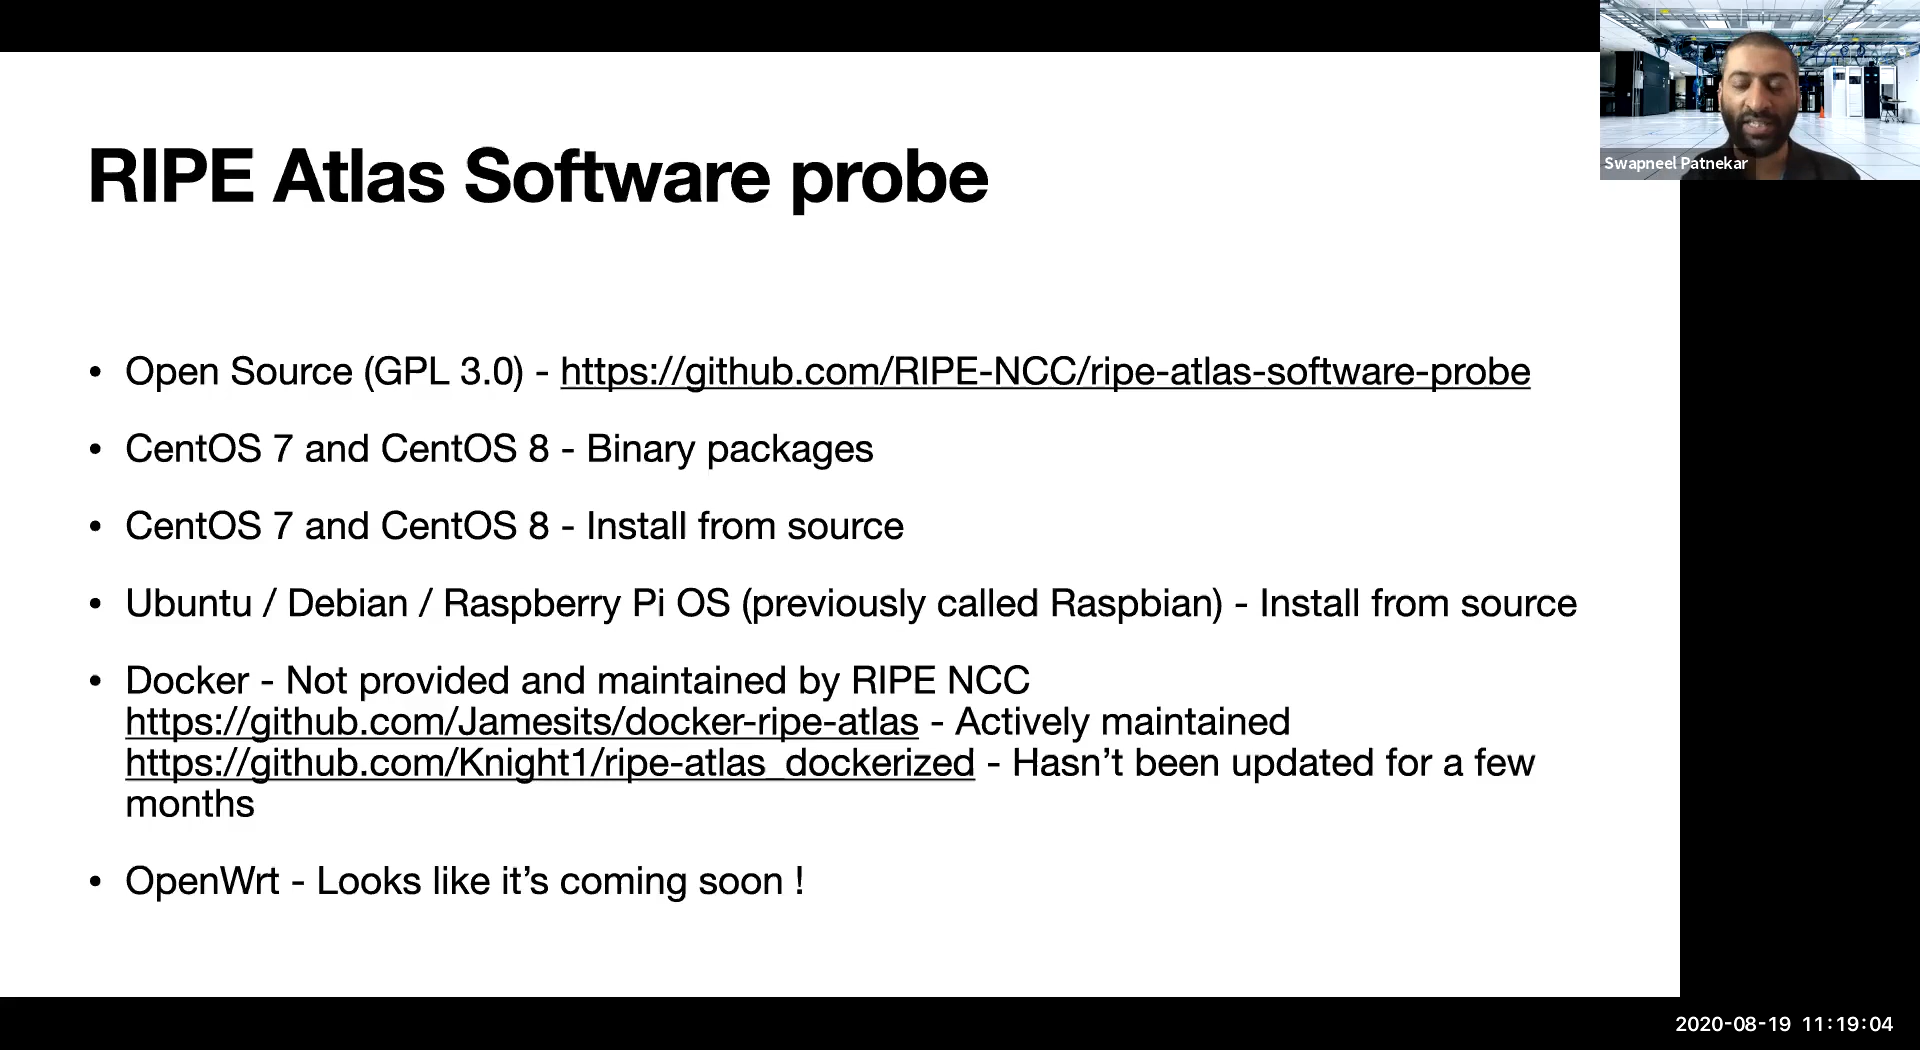 RIPE Atlas Software probe
• Open Source (GPL 3.0) - https://github.com/RIPE-NCC/ripe-atlas-software-probe
• CentOS 7 and CentOS 8 - Binary packages
• CentOS 7 and CentOS 8 - Install from source
• Ubuntu / Debian / Raspberry Pi OS (previously called Raspbian) - Install from source
• Docker - Not provided and maintained by RIPE NCC
https://github.com/Jamesits/docker-ripe-atlas - Actively maintained
https://github.com/Knight1/ripe-atlas_dockerized - Hasn’t been updated for a few
months
• OpenWrt - Looks like it’s coming soon !
Swapneel Patnekar
2020-08-19 11:19:04